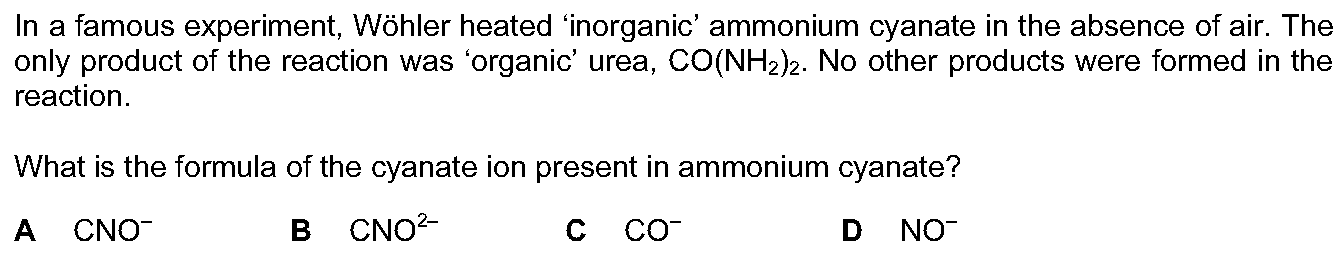 In a famous experiment, Wöhler heated ‘inorganic’ ammonium cyanate in the absence of air. The
only product of the reaction was ‘organic’ urea, CO(NH₂)₂. No other products were formed in the
reaction.
What is the formula of the cyanate ion present in ammonium cyanate?
A CNO⁻ B CNO²⁻ C CO⁻ D NO⁻